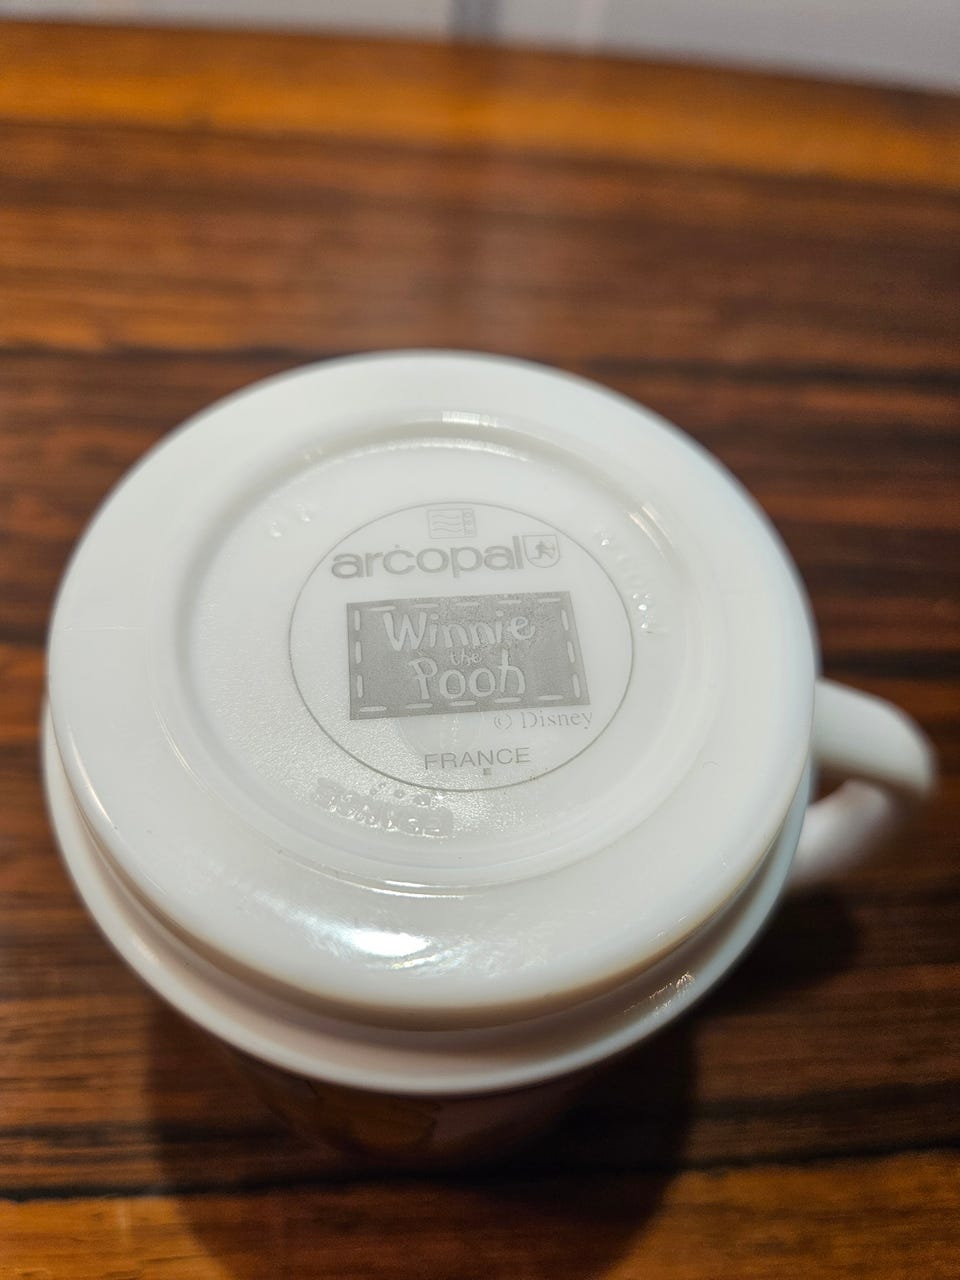 arcopal
Winnie
the
Pooh
© Disney
FRANCE